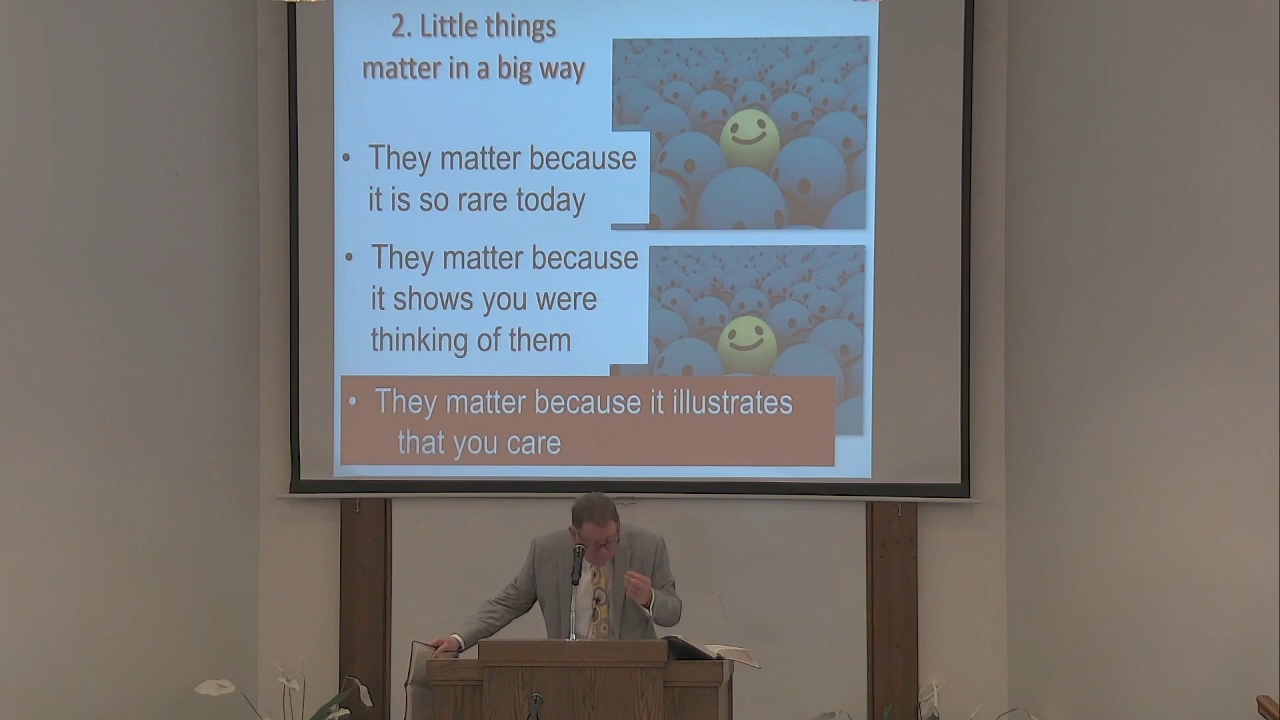 2. Little things
matter in a big way
• They matter because
it is so rare today
• They matter because
it shows you were
thinking of them
• They matter because it illustrates
that you care